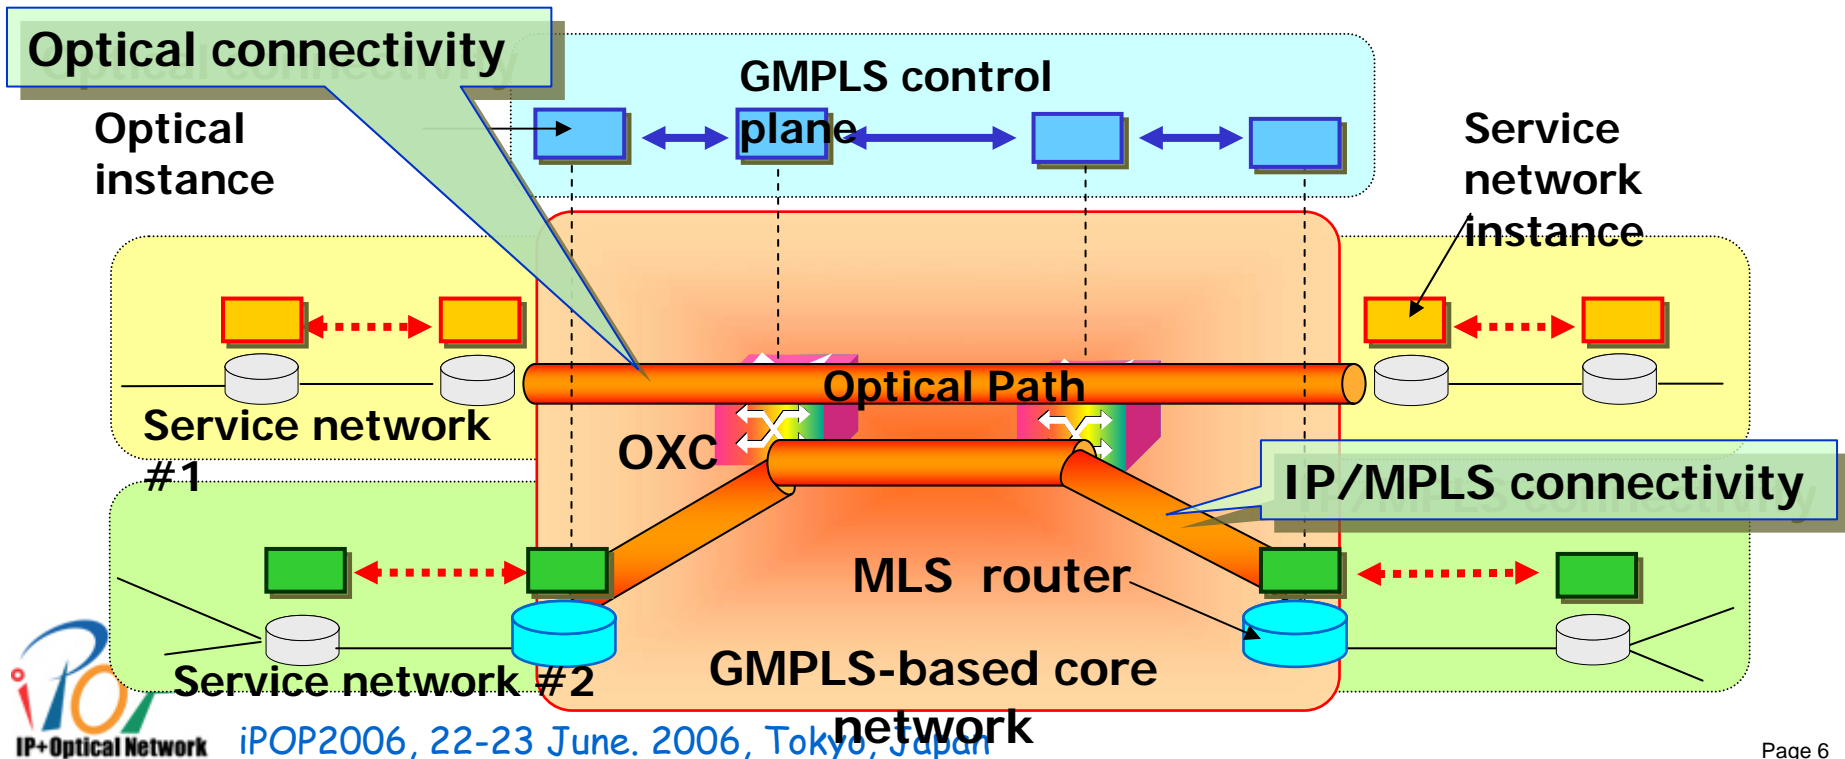 Optical connectivity
GMPLS control
plane
Optical
instance
Service
network
instance
Optical Path
Service network
#1
OXC
IP/MPLS connectivity
MLS router
GMPLS-based core
network
Service network #2
iPOP
IP+Optical Network
iPOP2006, 22-23 June. 2006, Tokyo, Japan
Page 6